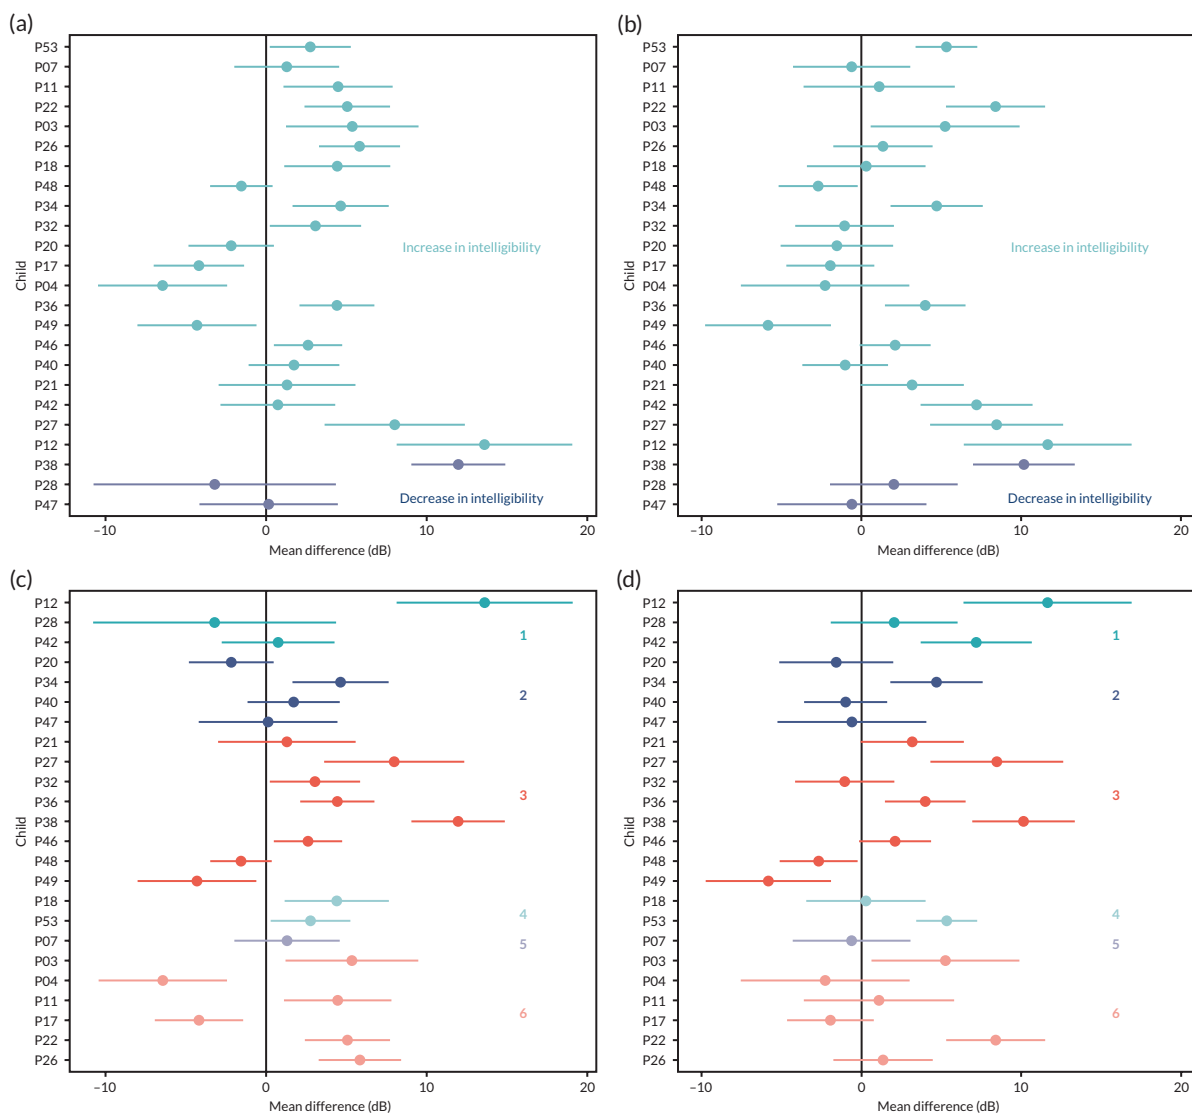 (a)
P53
P07
P11
P22
P03
P26
P18
P48
P34
P32
P20
P17
P04
P36
P49
P46
P40
P21
P42
P27
P12
P38
P28
P47
Child
Increase in intelligibility
Decrease in intelligibility
–10 0 10 20
Mean difference (dB)
(b)
P53
P07
P11
P22
P03
P26
P18
P48
P34
P32
P20
P17
P04
P36
P49
P46
P40
P21
P42
P27
P12
P38
P28
P47
Child
Increase in intelligibility
Decrease in intelligibility
–10 0 10 20
Mean difference (dB)
(c)
P12
P28
P42
P20
P34
P40
P47
P21
P27
P32
P36
P38
P46
P48
P49
P18
P53
P07
P03
P04
P11
P17
P22
P26
Child
1
2
3
4
5
6
–10 0 10 20
Mean difference (dB)
(d)
P12
P28
P42
P20
P34
P40
P47
P21
P27
P32
P36
P38
P46
P48
P49
P18
P53
P07
P03
P04
P11
P17
P22
P26
Child
1
2
3
4
5
6
–10 0 10 20
Mean difference (dB)